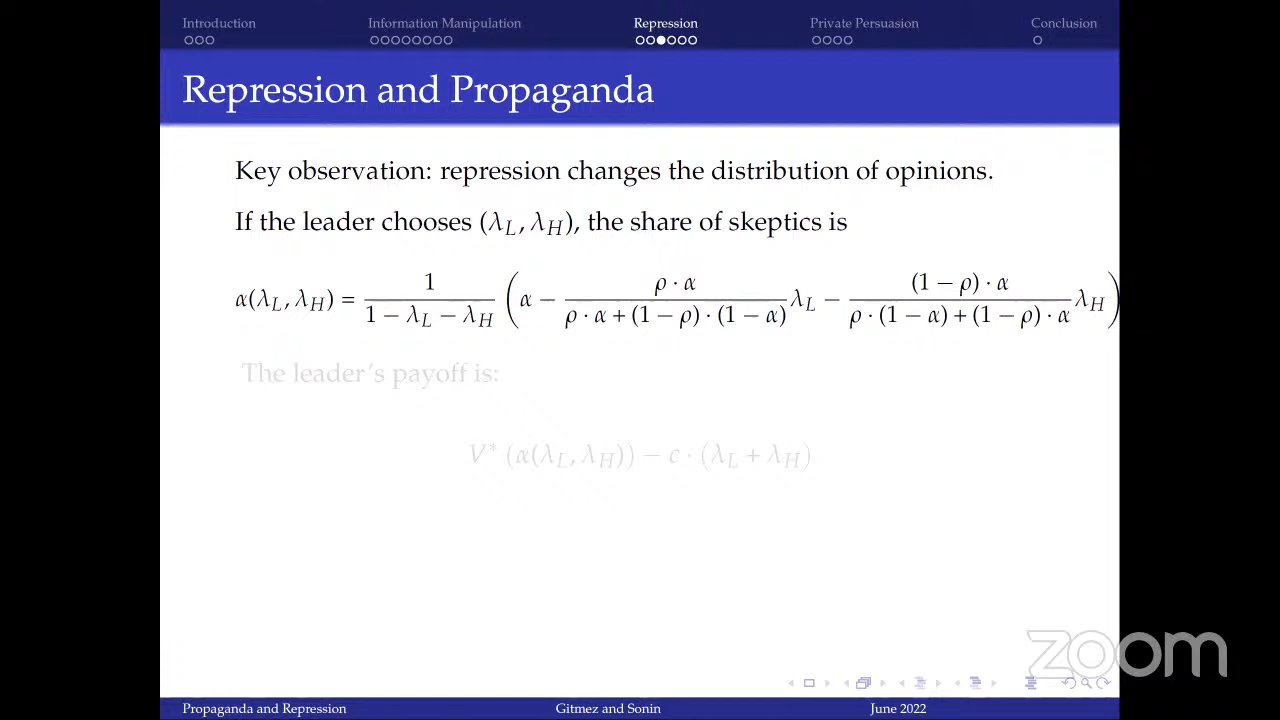 Introduction Information Manipulation Repression Private Persuasion Conclusion
Repression and Propaganda
Key observation: repression changes the distribution of opinions.
If the leader chooses (λ_L, λ_H), the share of skeptics is
α(λ_L, λ_H) = \frac{1}{1 − λ_L − λ_H} ( α − \frac{ρ · α}{ρ · α + (1 − ρ) · (1 − α)} λ_L − \frac{(1 − ρ) · α}{ρ · (1 − α) + (1 − ρ) · α} λ_H )
The leader's payoff is:
V* (α(λ_L, λ_H)) − c · (λ_L + λ_H)
zoom
Propaganda and Repression Gitmez and Sonin June 2022